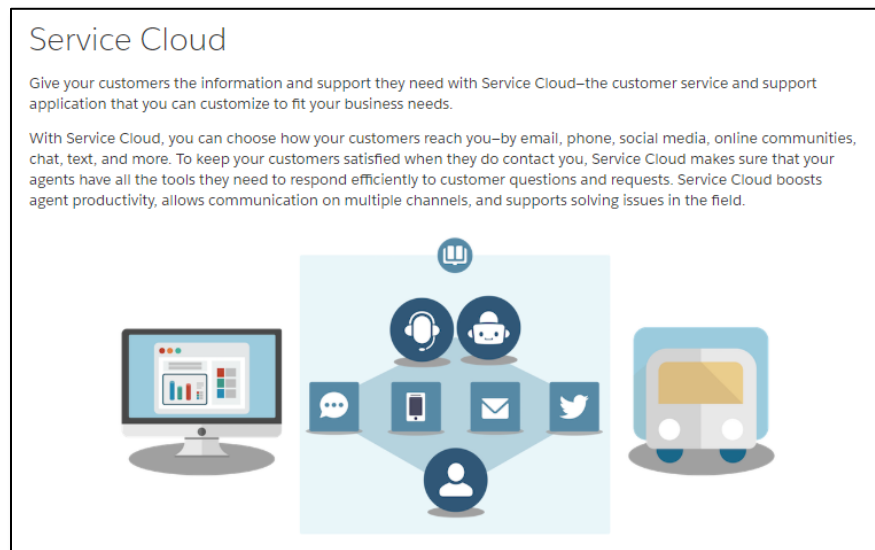 Service Cloud
Give your customers the information and support they need with Service Cloud—the customer service and support
application that you can customize to fit your business needs.
With Service Cloud, you can choose how your customers reach you—by email, phone, social media, online communities,
chat, text, and more. To keep your customers satisfied when they do contact you, Service Cloud makes sure that your
agents have all the tools they need to respond efficiently to customer questions and requests. Service Cloud boosts
agent productivity, allows communication on multiple channels, and supports solving issues in the field.